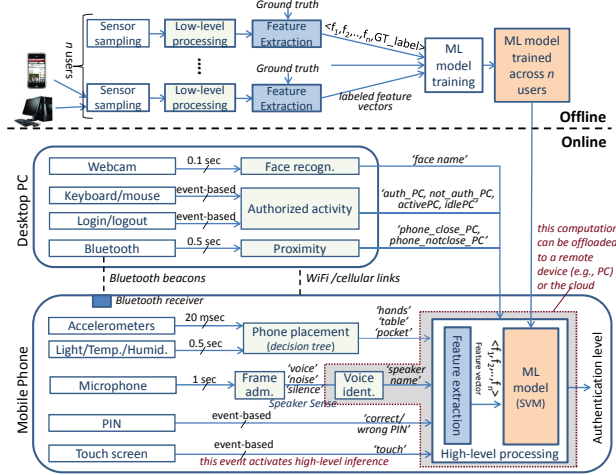 Ground truth
Sensor
sampling
Low-level
processing
Feature
Extraction
<f1,f2,..,fn,GT_label>
n users
...
Ground truth
Sensor
sampling
Low-level
processing
Feature
Extraction
labeled feature
vectors
ML
model
training
ML model
trained
across n
users
Offline
Online
Desktop PC
Webcam
0.1 sec
Face recogn.
'face name'
Keyboard/mouse
event-based
Login/logout
event-based
Authorized activity
'auth_PC, not_auth_PC,
activePC, idlePC'
Bluetooth
0.5 sec
Proximity
'phone_close_PC,
phone_notclose_PC'
this computation
can be offloaded
to a remote
device (e.g., PC)
or the cloud
Bluetooth beacons
WiFi /cellular links
Bluetooth receiver
Mobile Phone
Accelerometers
20 msec
Light/Temp./Humid.
0.5 sec
Phone placement
(decision tree)
'hands'
'table'
'pocket'
Microphone
1 sec
Frame
adm.
'voice'
'noise'
'silence'
Speaker Sense
Voice
ident.
'speaker
name'
PIN
event-based
'correct/
wrong PIN'
Touch screen
event-based
'touch'
this event activates high-level inference
Feature extraction
<f1,f2,..,fn>
Feature vector
ML
model
(SVM)
High-level processing
Authentication level